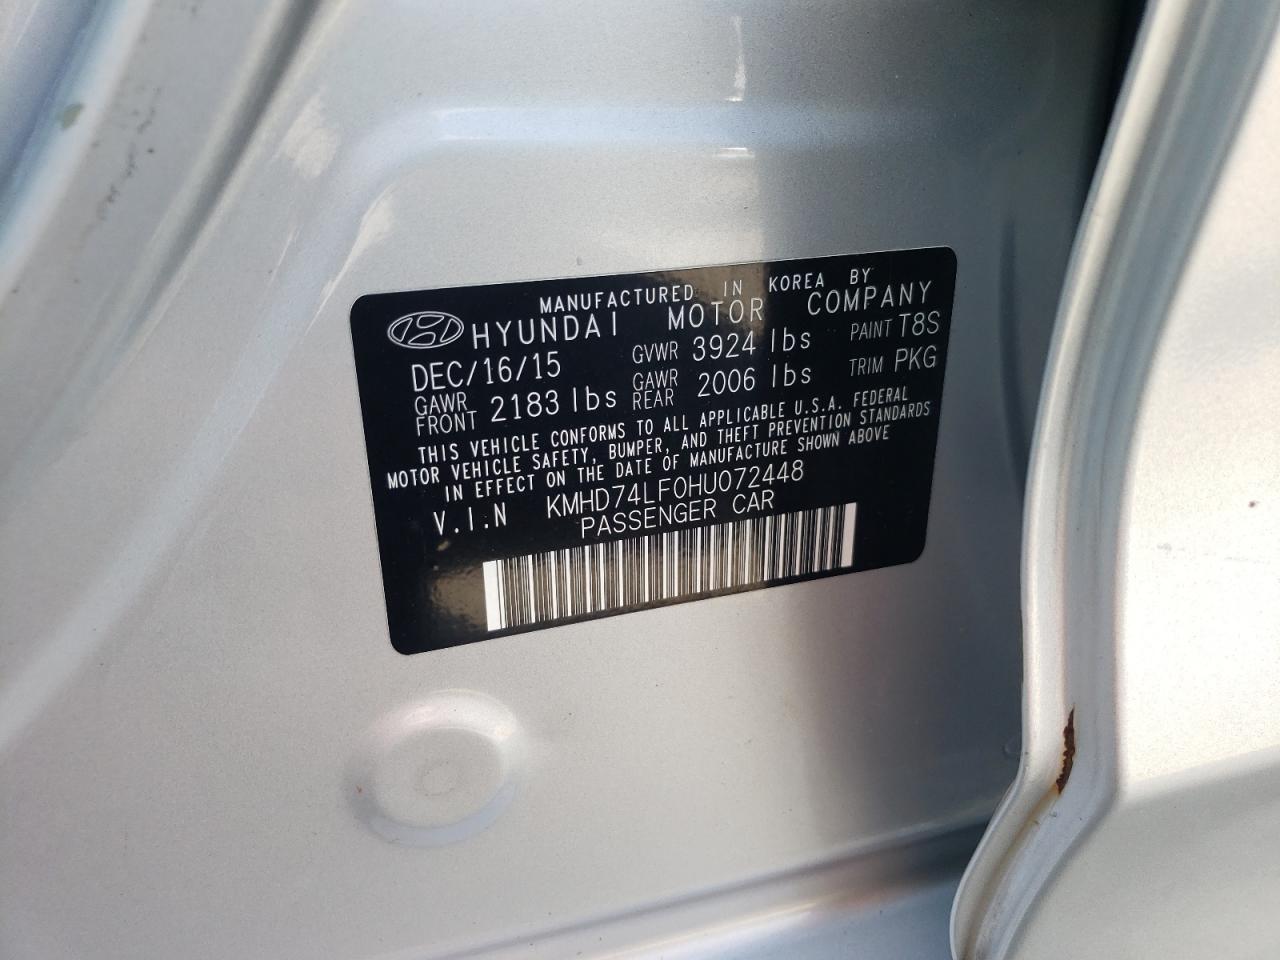 MANUFACTURED IN KOREA BY
HYUNDAI MOTOR COMPANY
DEC/16/15 GVWR 3924 lbs PAINT T8S
GAWR FRONT 2183 lbs GAWR REAR 2006 lbs TRIM PKG
THIS VEHICLE CONFORMS TO ALL APPLICABLE U.S.A. FEDERAL
MOTOR VEHICLE SAFETY, BUMPER, AND THEFT PREVENTION STANDARDS
IN EFFECT ON THE DATE OF MANUFACTURE SHOWN ABOVE
V.I.N KMHD74LF0HU072448
PASSENGER CAR